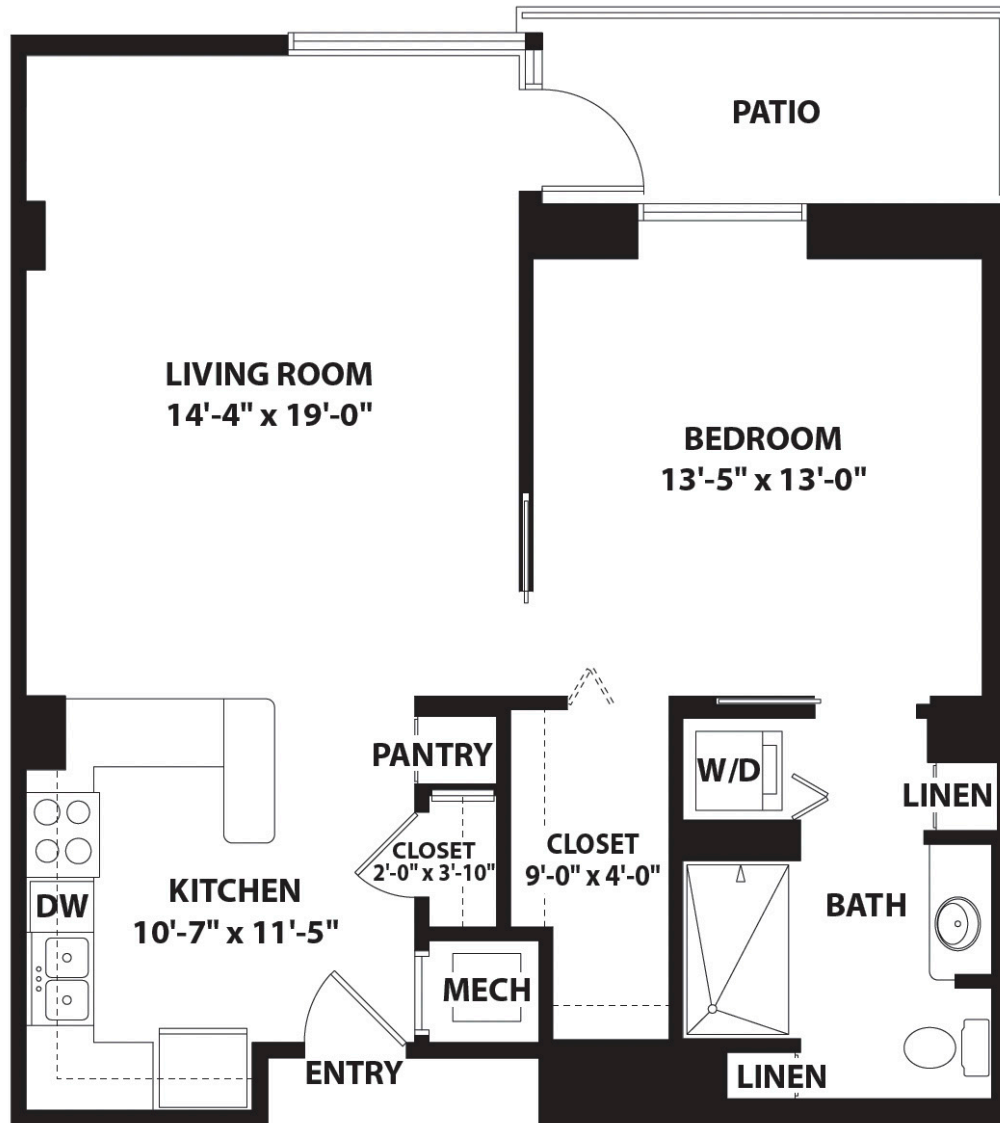 PATIO
LIVING ROOM
14'-4" x 19'-0"
BEDROOM
13'-5" x 13'-0"
PANTRY
W/D
LINEN
CLOSET
2'-0" x 3'-10"
CLOSET
9'-0" x 4'-0"
KITCHEN
10'-7" x 11'-5"
DW
BATH
MECH
ENTRY
LINEN